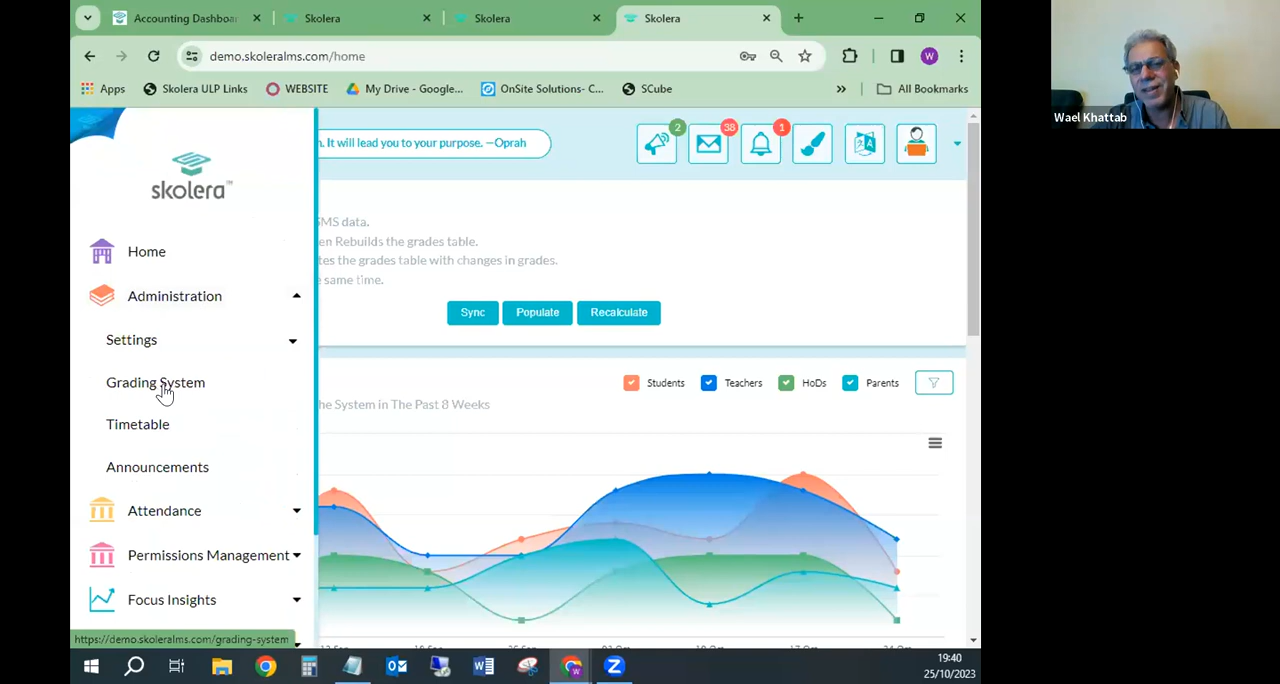 Accounting Dashboa
Skolera
Skolera
Skolera
demo.skoleralms.com/home
W
Apps
Skolera ULP Links
WEBSITE
My Drive - Google...
OnSite Solutions- C...
SCube
»
All Bookmarks
Wael Khattab
skolera™
. It will lead you to your purpose. —Oprah
2
38
1
Home
SMS data.
en Rebuilds the grades table.
tes the grades table with changes in grades.
e same time.
Administration
Sync
Populate
Recalculate
Settings
Grading System
Students
Teachers
HoDs
Parents
he System in The Past 8 Weeks
Timetable
Announcements
Attendance
Permissions Management
Focus Insights
https://demo.skoleralms.com/grading-system
19:40
25/10/2023